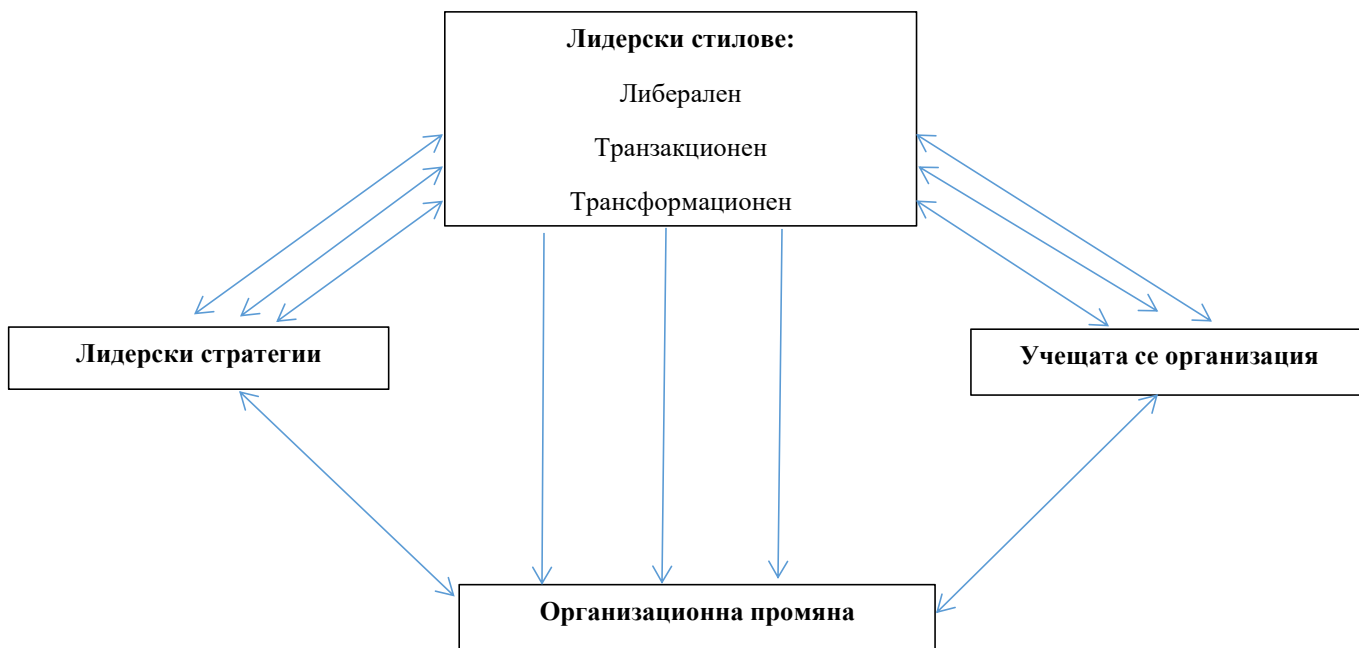 Лидерски стилове:
Либерален
Транзакционен
Трансформационен
Лидерски стратегии
Учещата се организация
Организационна промяна